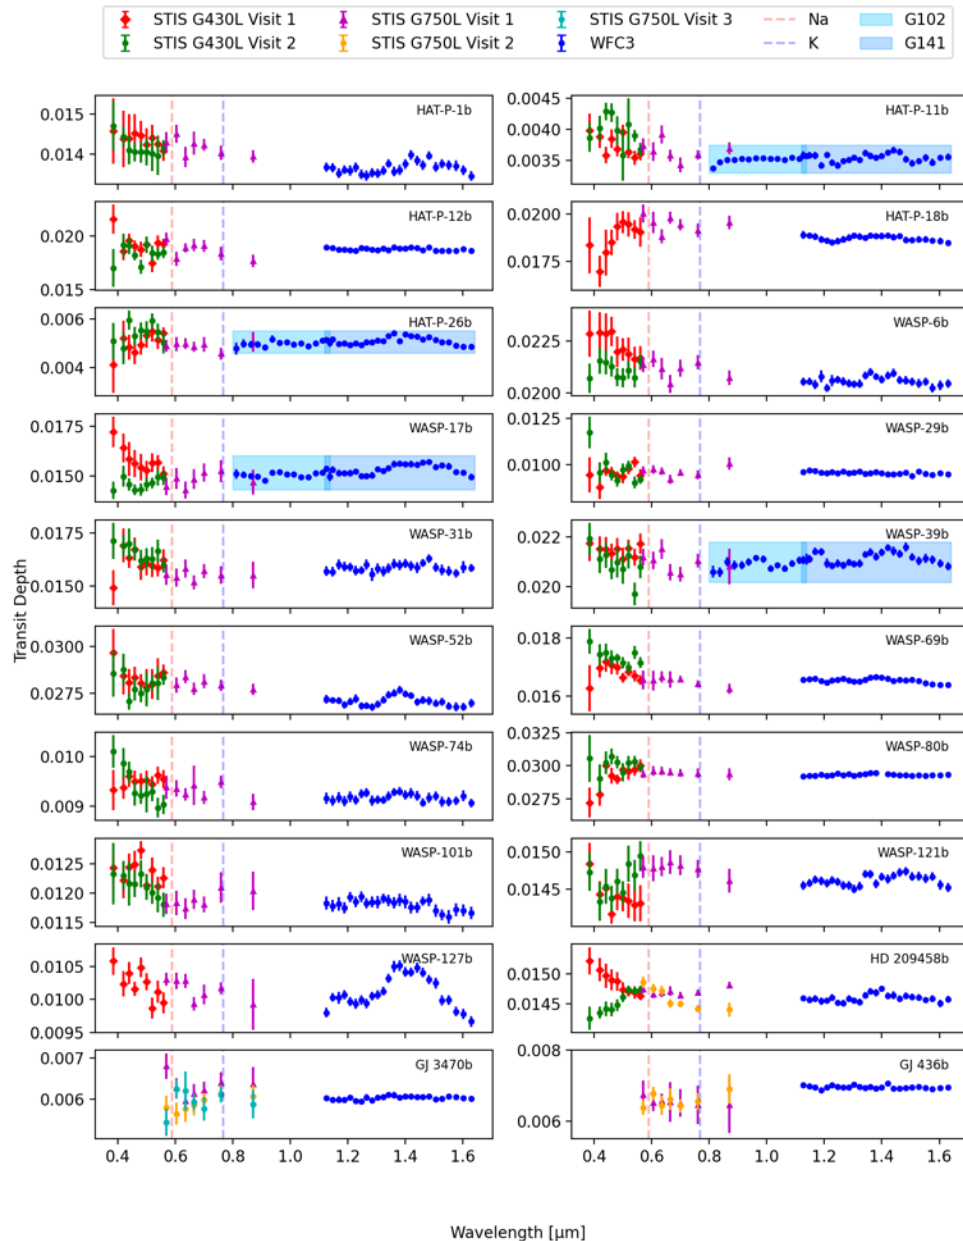 STIS G430L Visit 1 STIS G750L Visit 1 STIS G750L Visit 3 Na G102
STIS G430L Visit 2 STIS G750L Visit 2 WFC3 K G141
0.015
0.014
HAT-P-1b
0.0045
0.0040
0.0035
HAT-P-11b
0.020
0.015
HAT-P-12b
0.0200
0.0175
HAT-P-18b
0.006
0.004
HAT-P-26b
0.0225
0.0200
WASP-6b
0.0175
0.0150
WASP-17b
0.0125
0.0100
WASP-29b
0.0175
0.0150
WASP-31b
0.022
0.020
WASP-39b
Transit Depth
0.0300
0.0275
WASP-52b
0.018
0.016
WASP-69b
0.010
0.009
WASP-74b
0.0325
0.0300
0.0275
WASP-80b
0.0125
0.0120
0.0115
WASP-101b
0.0150
0.0145
WASP-121b
0.0105
0.0100
0.0095
WASP-127b
0.0150
0.0145
HD 209458b
0.007
0.006
GJ 3470b
0.008
0.006
GJ 436b
0.4 0.6 0.8 1.0 1.2 1.4 1.6
0.4 0.6 0.8 1.0 1.2 1.4 1.6
Wavelength [μm]